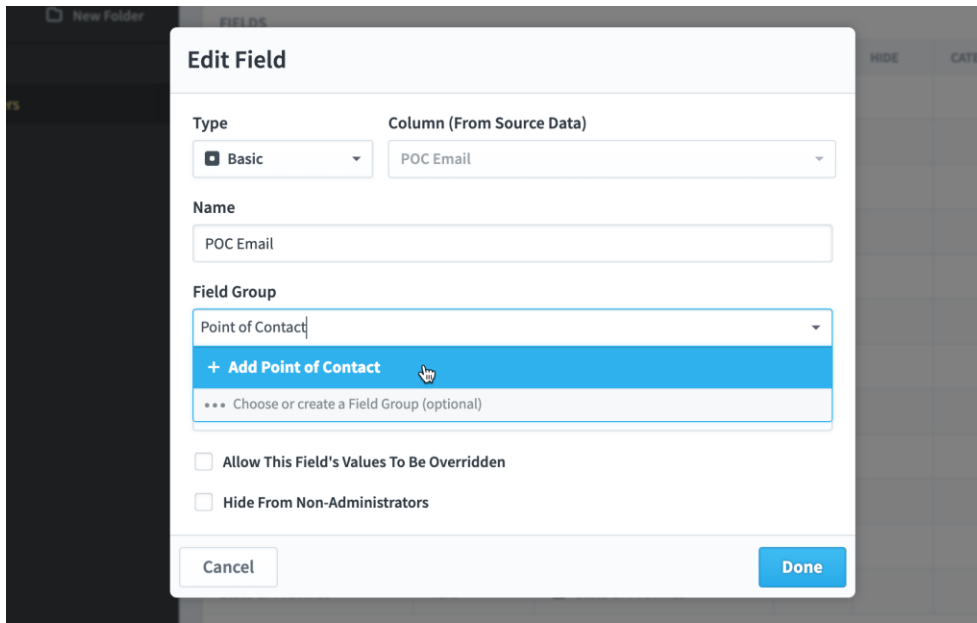 New Folder
FIELDS
HIDE
Edit Field
Type
Column (From Source Data)
Basic
POC Email
Name
POC Email
Field Group
Point of Contact
+ Add Point of Contact
••• Choose or create a Field Group (optional)
Allow This Field's Values To Be Overridden
Hide From Non-Administrators
Cancel
Done